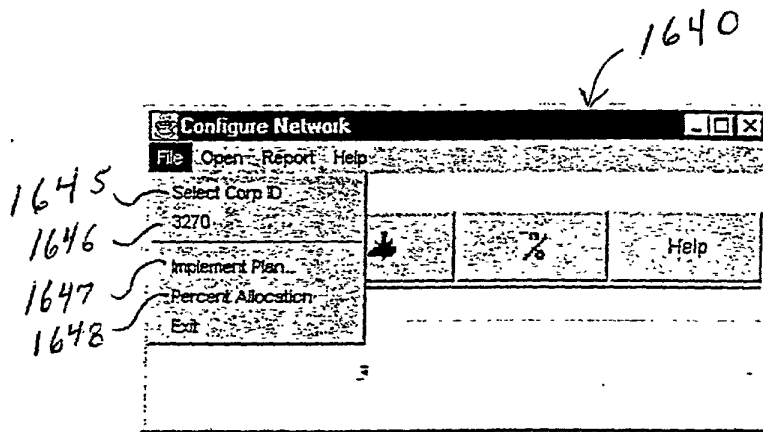 1640
Configure Network
File Open Report Help
1645 Select Corp ID
1646 3270
Help
1647 Implement Plan...
1648 Percent Allocation
Exit